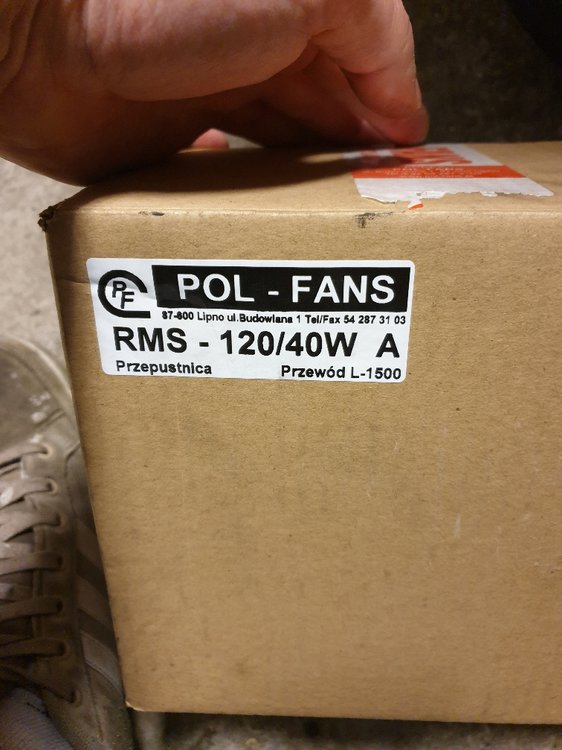 PF
POL - FANS
87-600 Lipno ul.Budowlana 1 Tel/Fax 54 287 31 03
RMS - 120/40W A
Przepustnica Przewód L-1500